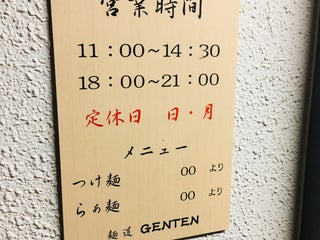 営業時間
11:00～14:30
18:00～21:00
定休日 日・月
メニュー
つけ麺 00 より
らぁ麺 00 より
麺道 GENTEN